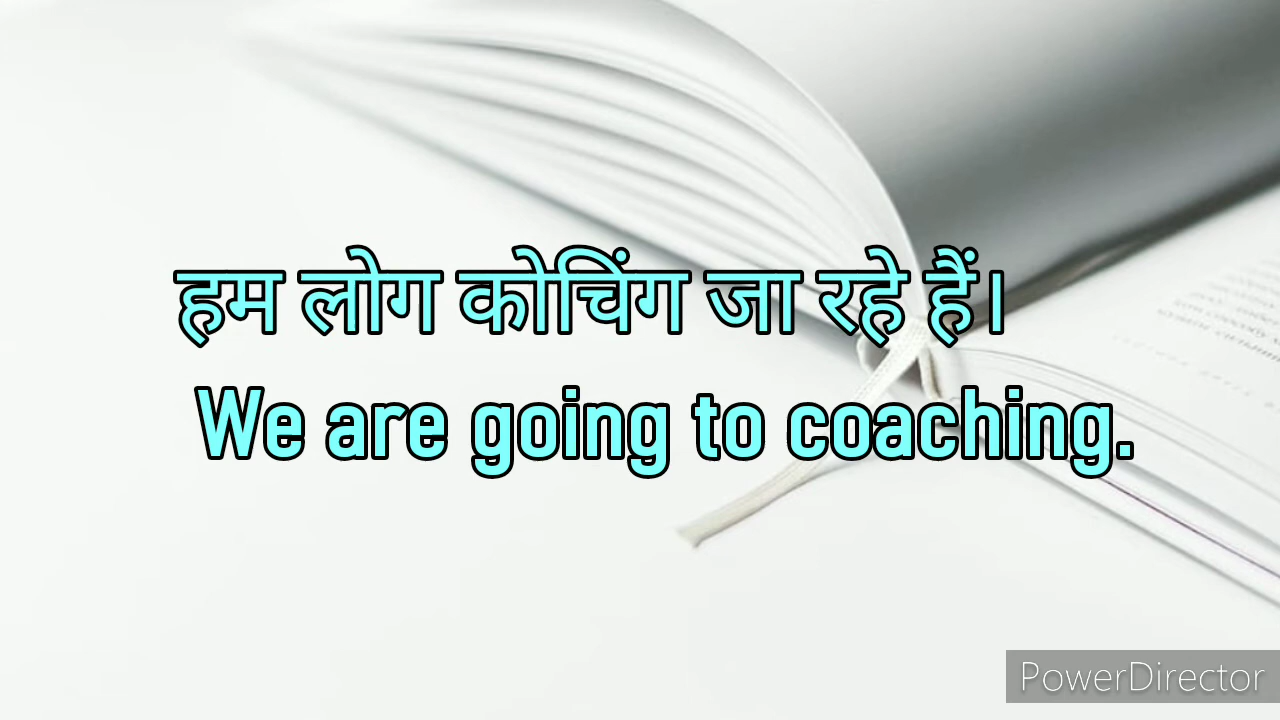 हम लोग कोचिंग जा रहे हैं।
We are going to coaching.
PowerDirector